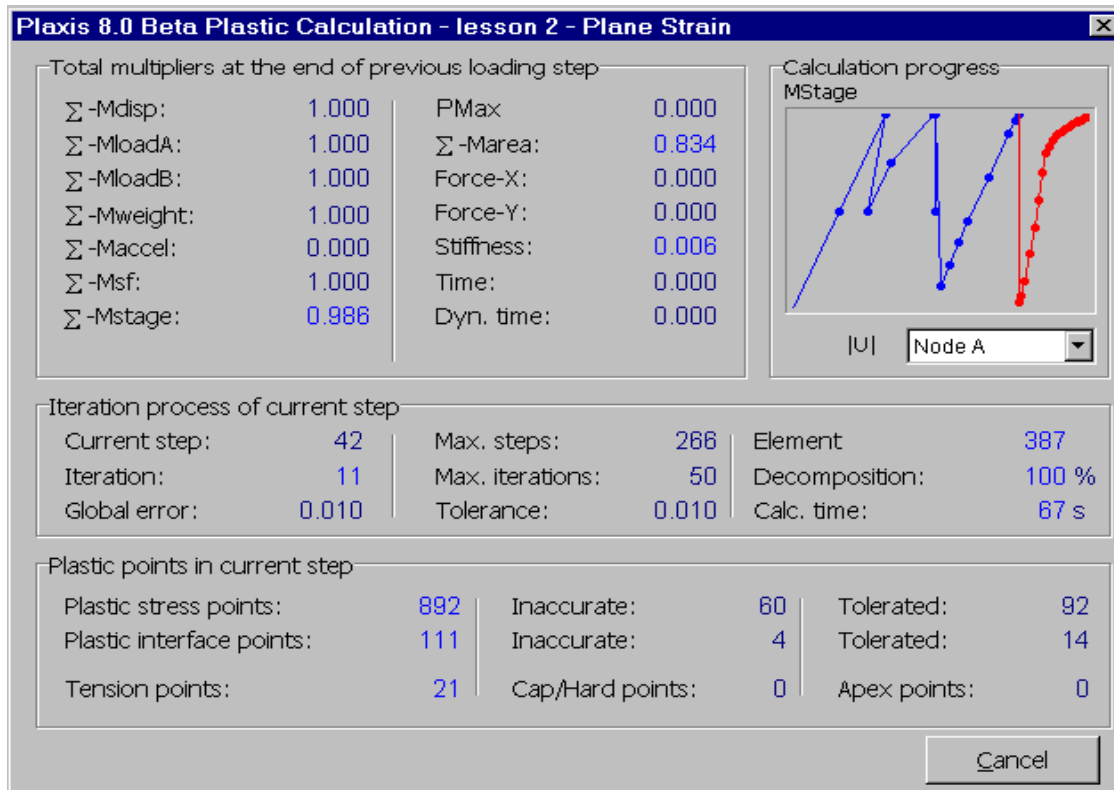 Plaxis 8.0 Beta Plastic Calculation - lesson 2 - Plane Strain
Total multipliers at the end of previous loading step
Σ -Mdisp: 1.000 PMax 0.000
Σ -MloadA: 1.000 Σ -Marea: 0.834
Σ -MloadB: 1.000 Force-X: 0.000
Σ -Mweight: 1.000 Force-Y: 0.000
Σ -Maccel: 0.000 Stiffness: 0.006
Σ -Msf: 1.000 Time: 0.000
Σ -Mstage: 0.986 Dyn. time: 0.000
Calculation progress
MStage
|U| Node A
Iteration process of current step
Current step: 42 Max. steps: 266 Element 387
Iteration: 11 Max. iterations: 50 Decomposition: 100 %
Global error: 0.010 Tolerance: 0.010 Calc. time: 67 s
Plastic points in current step
Plastic stress points: 892 Inaccurate: 60 Tolerated: 92
Plastic interface points: 111 Inaccurate: 4 Tolerated: 14
Tension points: 21 Cap/Hard points: 0 Apex points: 0
Cancel